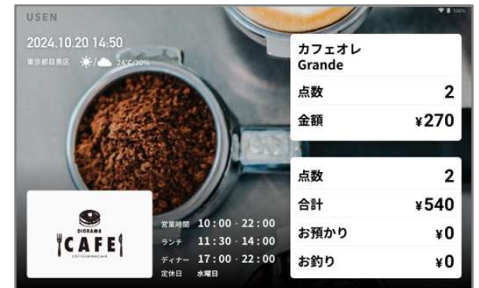 USEN
100%
2024.10.20 14:50
東京都目黒区 / 24℃/20%
カフェオレ
Grande
点数 2
金額 ¥270
点数 2
合計 ¥540
お預かり ¥0
お釣り ¥0
DIORAMA
CAFE
営業時間 10:00 - 22:00
ランチ 11:30 - 14:00
ディナー 17:00 - 22:00
定休日 水曜日